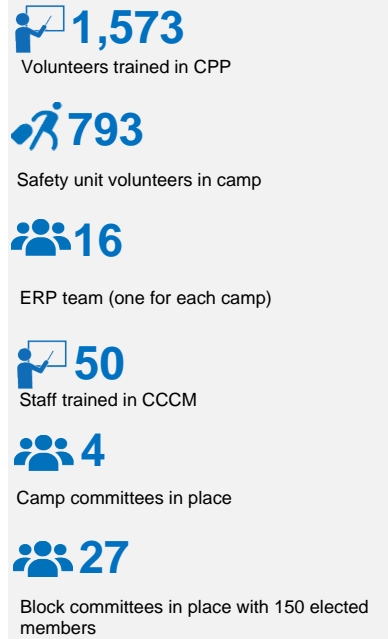 1,573
Volunteers trained in CPP
793
Safety unit volunteers in camp
16
ERP team (one for each camp)
50
Staff trained in CCCM
4
Camp committees in place
27
Block committees in place with 150 elected
members